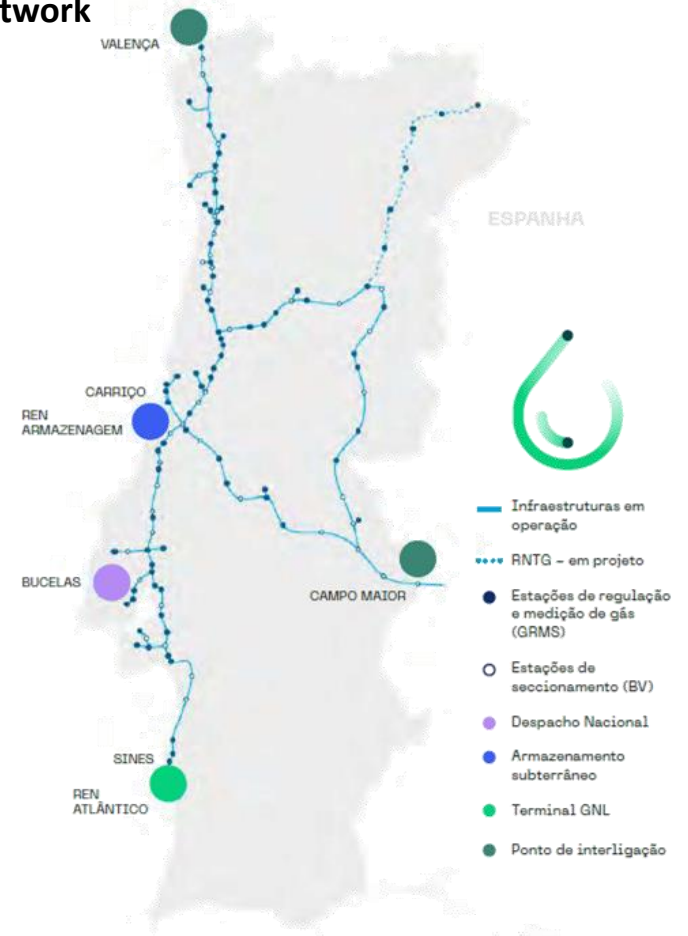 twork
VALENÇA
ESPANHA
CARRIÇO
REN
ARMAZENAGEM
BUCELAS
CAMPO MAIOR
SINES
REN
ATLÂNTICO
Infraestruturas em
operação
RNTG – em projeto
Estações de regulação
e medição de gás
(GRMS)
Estações de
seccionamento (BV)
Despacho Nacional
Armazenamento
subterrâneo
Terminal GNL
Ponto de interligação